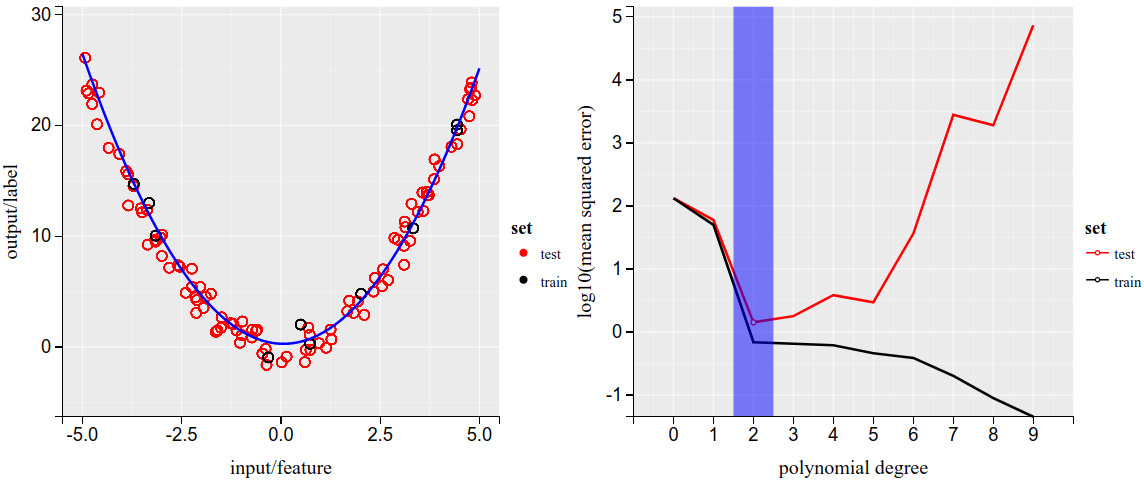 30
20
10
0
-5.0
-2.5
0.0
2.5
5.0
input/feature
output/label
set
test
train
5
4
3
2
1
0
-1
0
1
2
3
4
5
6
7
8
9
polynomial degree
log10(mean squared error)
set
test
train